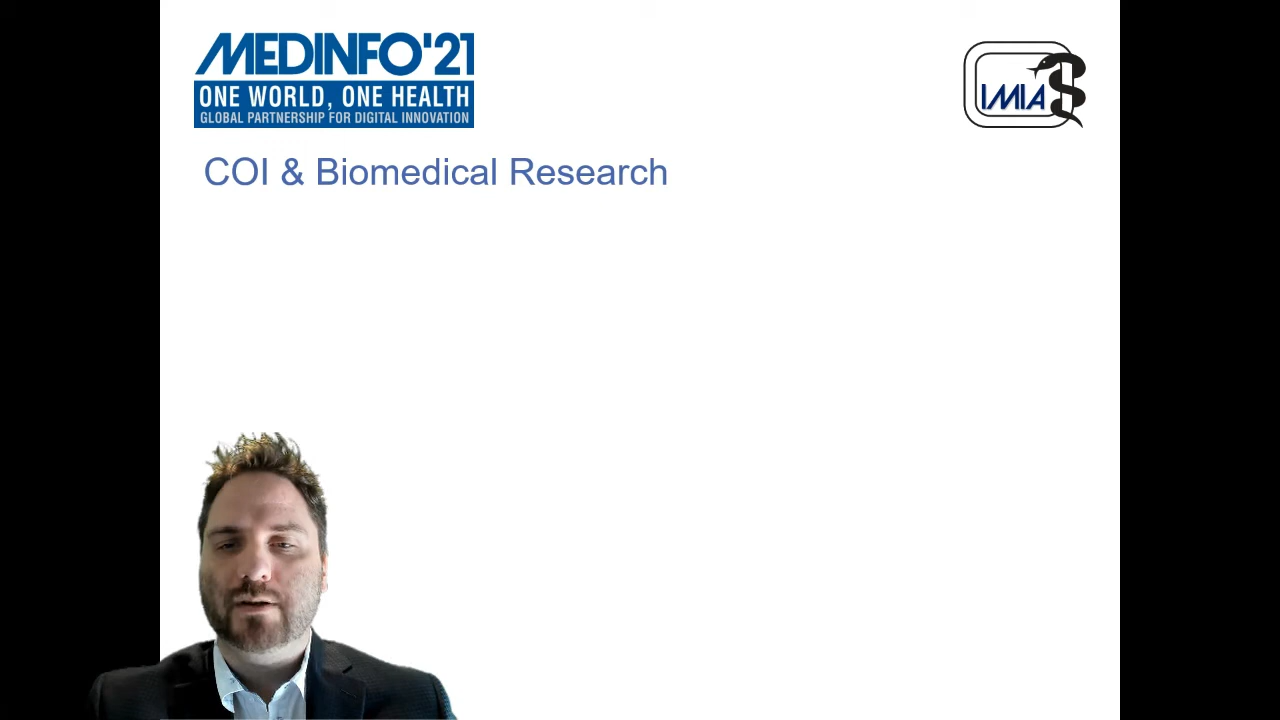 MEDINFO'21
ONE WORLD, ONE HEALTH
GLOBAL PARTNERSHIP FOR DIGITAL INNOVATION
IMIA
COI & Biomedical Research